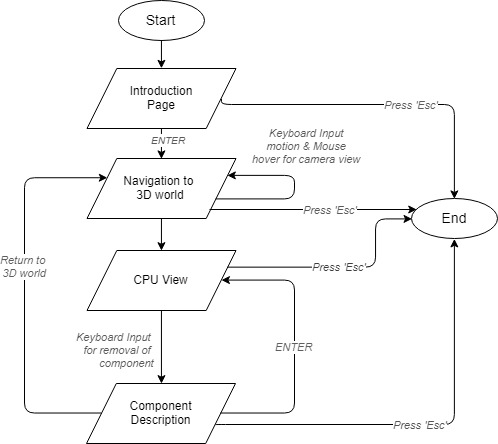 Start
Introduction
Page
Press 'Esc'
ENTER
Keyboard Input
motion & Mouse
hover for camera view
Navigation to
3D world
Press 'Esc'
End
Return to
3D world
CPU View
Press 'Esc'
Keyboard Input
for removal of
component
ENTER
Component
Description
Press 'Esc'